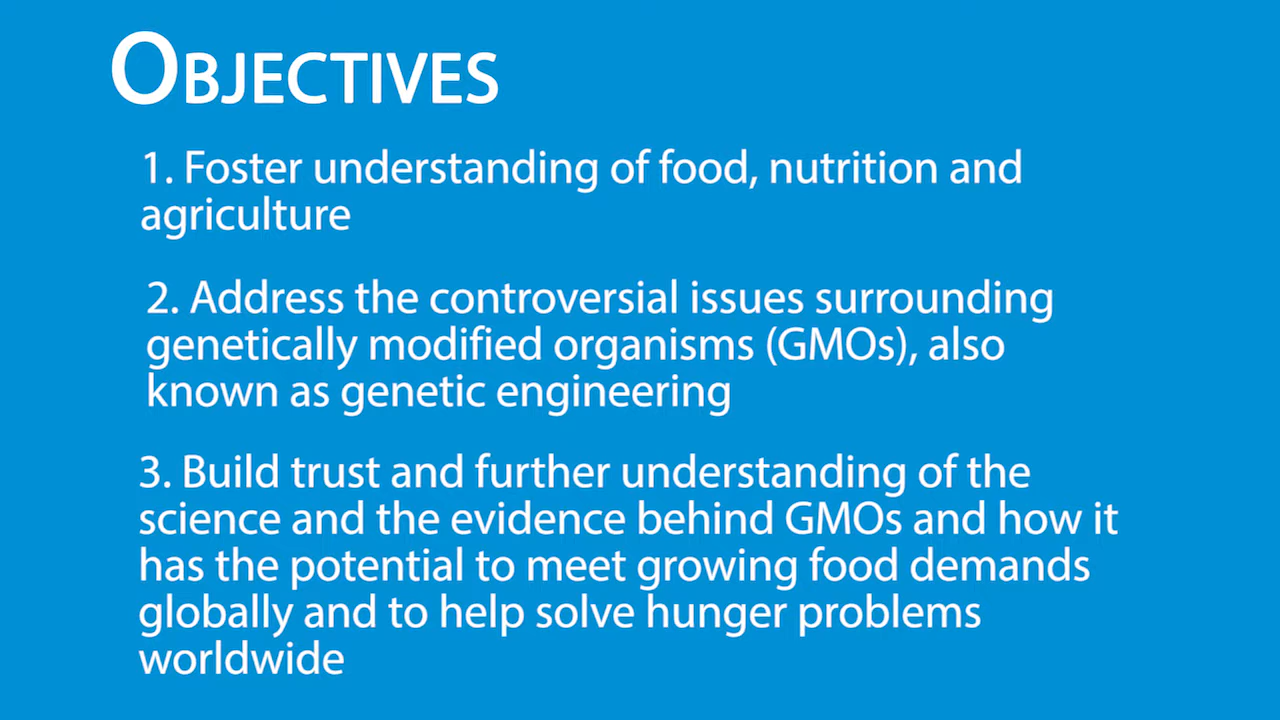 OBJECTIVES
1. Foster understanding of food, nutrition and
agriculture
2. Address the controversial issues surrounding
genetically modified organisms (GMOs), also
known as genetic engineering
3. Build trust and further understanding of the
science and the evidence behind GMOs and how it
has the potential to meet growing food demands
globally and to help solve hunger problems
worldwide